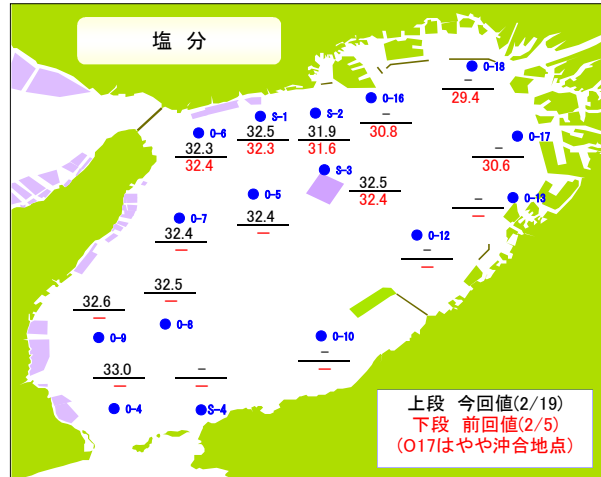 塩 分
O-18
—
29.4
O-16
—
30.8
S-2
31.9
31.6
S-1
32.5
32.3
O-6
32.3
32.4
O-17
—
30.6
S-3
32.5
32.4
O-5
32.4
—
O-13
—
—
O-7
32.4
—
O-12
—
—
32.5
—
O-8
32.6
—
O-9
O-10
—
—
33.0
—
O-4
—
—
S-4
上段 今回値(2/19)
下段 前回値(2/5)
(O17はやや沖合地点)